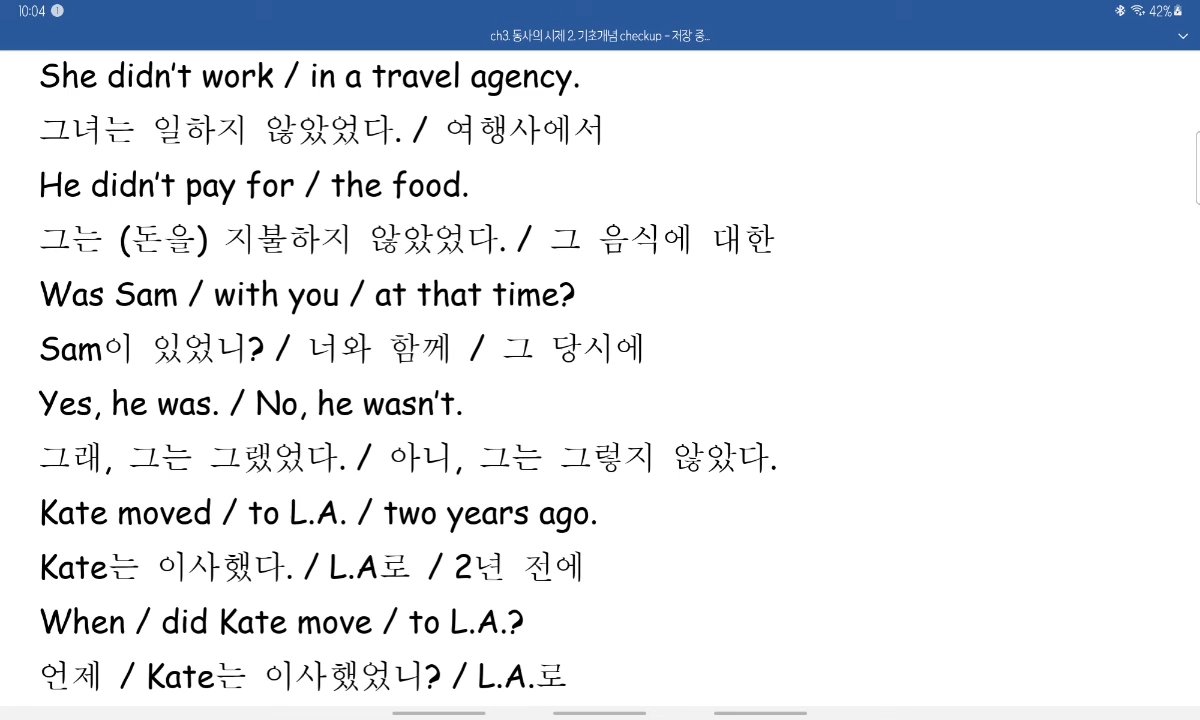 10:04
42%
ch3. 동사의 시제 2. 기초개념 checkup - 저장 중...
She didn't work / in a travel agency.
그녀는 일하지 않았었다. / 여행사에서
He didn't pay for / the food.
그는 (돈을) 지불하지 않았었다. / 그 음식에 대한
Was Sam / with you / at that time?
Sam이 있었니? / 너와 함께 / 그 당시에
Yes, he was. / No, he wasn't.
그래, 그는 그랬었다. / 아니, 그는 그렇지 않았다.
Kate moved / to L.A. / two years ago.
Kate는 이사했다. / L.A로 / 2년 전에
When / did Kate move / to L.A.?
언제 / Kate는 이사했었니? / L.A.로